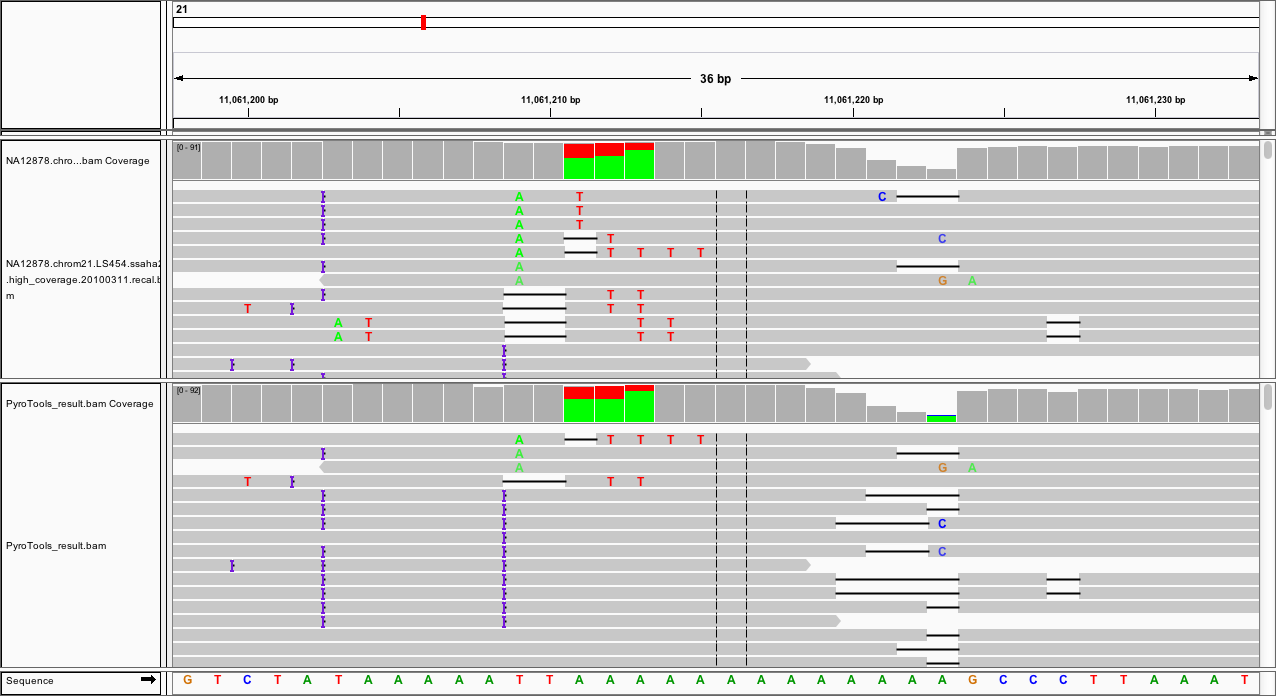 21
36 bp
11,061,200 bp 11,061,210 bp 11,061,220 bp 11,061,230 bp
NA12878.chro...bam Coverage
[0 - 91]
A T C
A T
A T
A T C
A T T T T
NA12878.chrom21.LS454.ssaha2
A
.high_coverage.20100311.recal.b
A G A
m
T T
T T T
A T T T
A T T T
PyroTools_result.bam Coverage
[0 - 92]
A T T T T
A
A G A
T T T
C
PyroTools_result.bam
C
Sequence G T C T A T A A A A A T T A A A A A A A A A A A A A G C C C T T A A A T